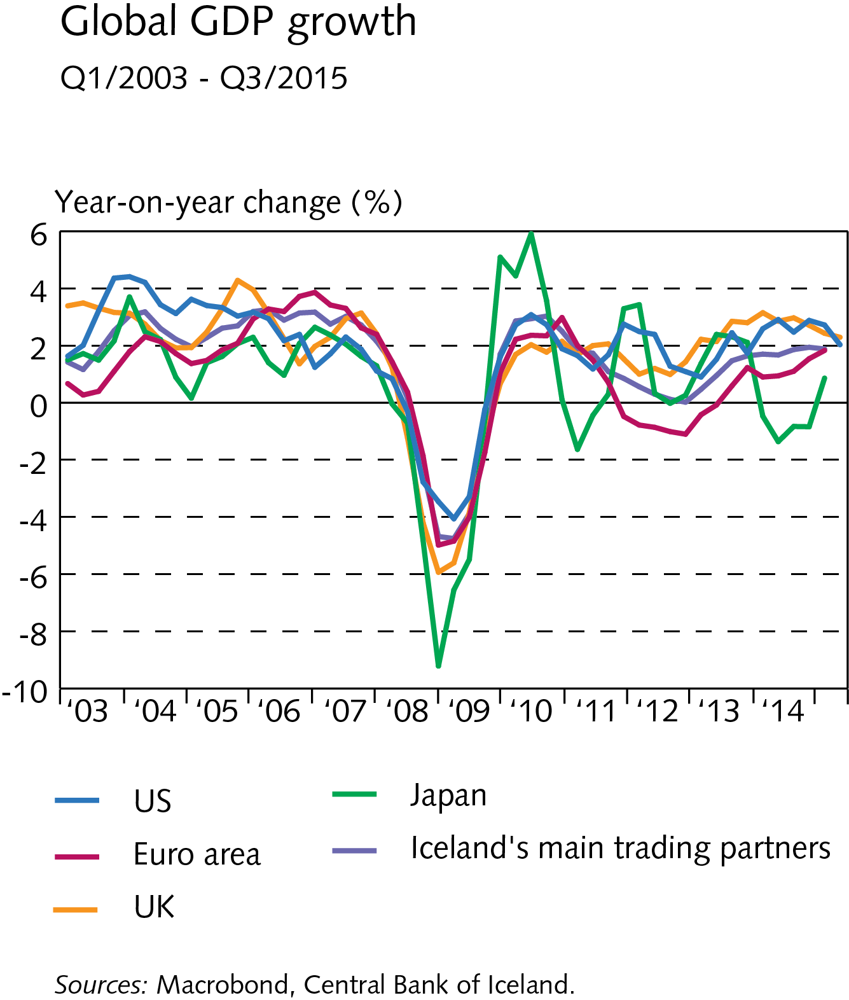 Global GDP growth
Q1/2003 - Q3/2015
Year-on-year change (%)
6
4
2
0
-2
-4
-6
-8
-10
‘03 ‘04 ‘05 ‘06 ‘07 ‘08 ‘09 ‘10 ‘11 ‘12 ‘13 ‘14
US
Euro area
UK
Japan
Iceland's main trading partners
Sources: Macrobond, Central Bank of Iceland.